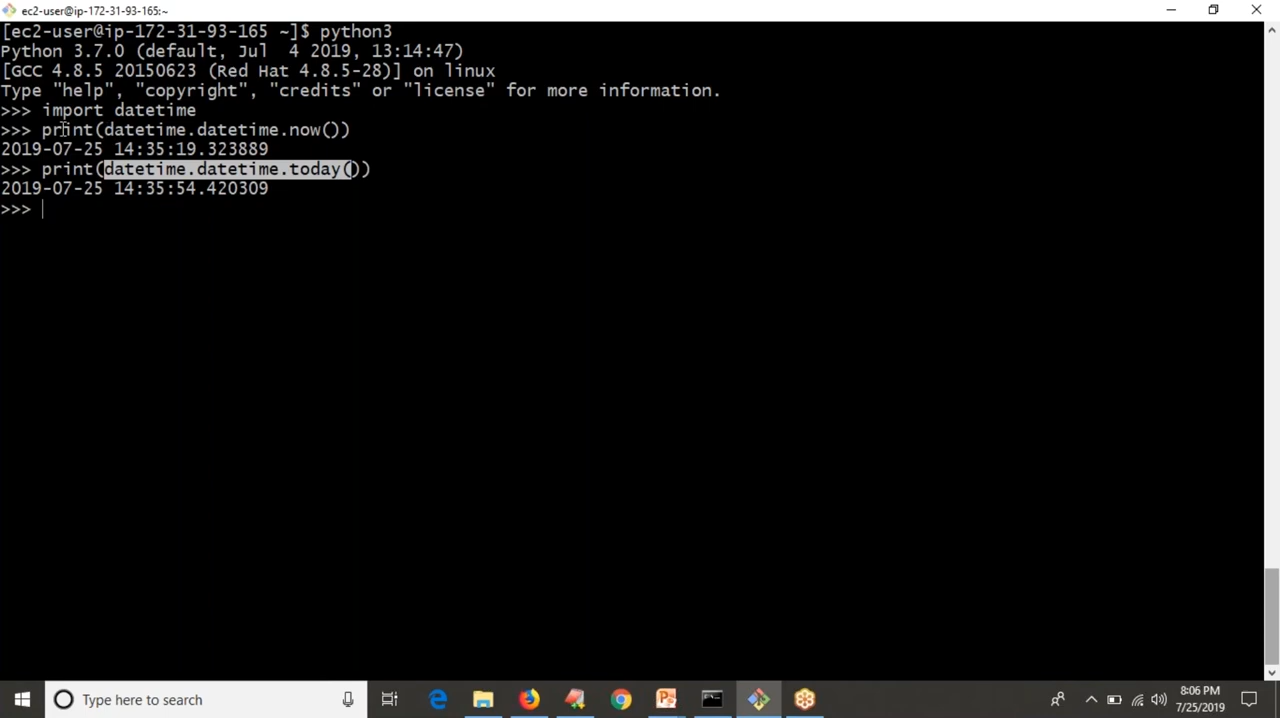 ec2-user@ip-172-31-93-165:~
[ec2-user@ip-172-31-93-165 ~]$ python3
Python 3.7.0 (default, Jul  4 2019, 13:14:47)
[GCC 4.8.5 20150623 (Red Hat 4.8.5-28)] on linux
Type "help", "copyright", "credits" or "license" for more information.
>>> import datetime
>>> print(datetime.datetime.now())
2019-07-25 14:35:19.323889
>>> print(datetime.datetime.today())
2019-07-25 14:35:54.420309
>>>
Type here to search
8:06 PM
7/25/2019